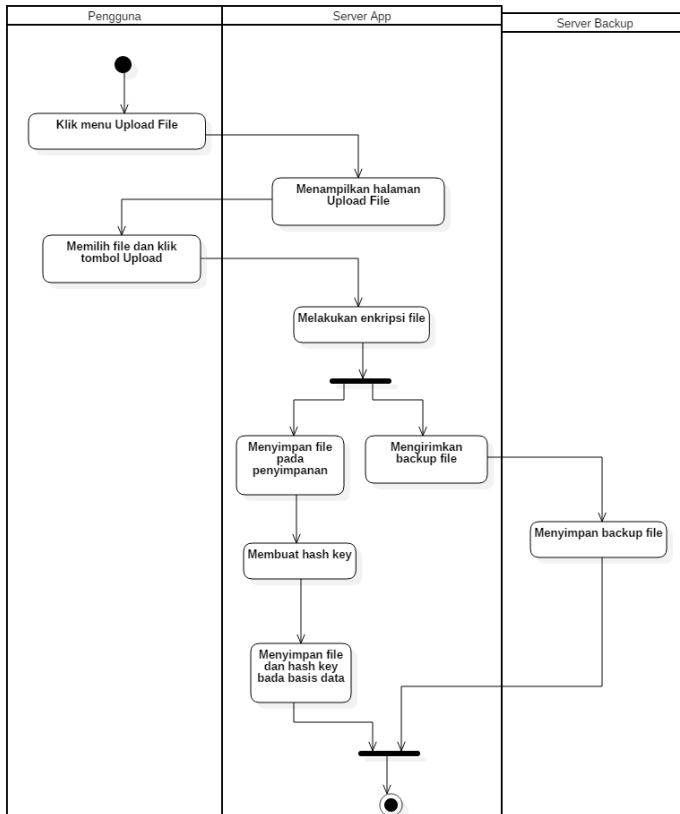 Pengguna
Server App
Server Backup
Klik menu Upload File
Menampilkan halaman
Upload File
Memilih file dan klik
tombol Upload
Melakukan enkripsi file
Menyimpan file
pada
penyimpanan
Mengirimkan
backup file
Menyimpan backup file
Membuat hash key
Menyimpan file
dan hash key
bada basis data